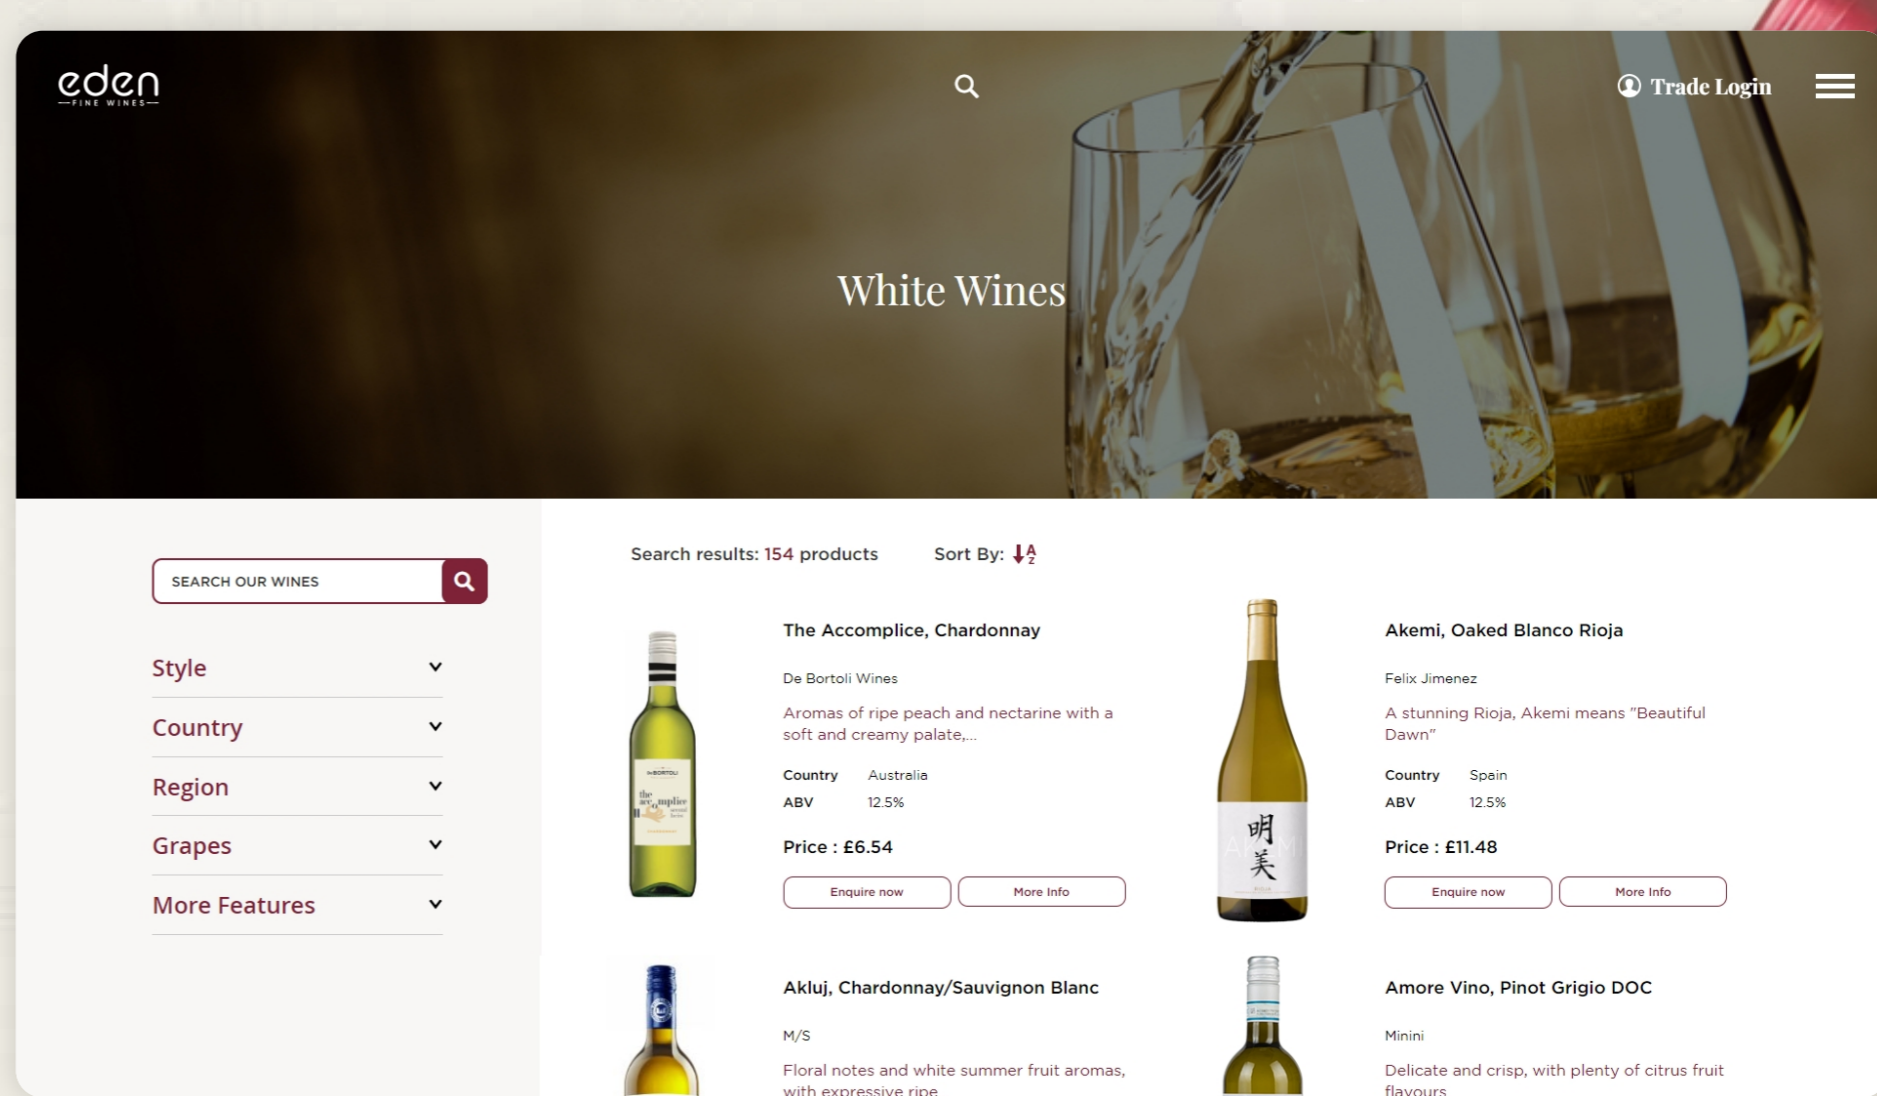 eden
FINE WINES
Trade Login
White Wines
SEARCH OUR WINES
Style
Country
Region
Grapes
More Features
Search results: 154 products
Sort By:
A
Z
The Accomplice, Chardonnay
De Bortoli Wines
Aromas of ripe peach and nectarine with a
soft and creamy palate,...
Country Australia
ABV 12.5%
Price : £6.54
Enquire now
More Info
DeBORTOLI
the
accomplice
Akemi, Oaked Blanco Rioja
Felix Jimenez
A stunning Rioja, Akemi means "Beautiful
Dawn"
Country Spain
ABV 12.5%
Price : £11.48
Enquire now
More Info
明
AKEMI
美
Akluj, Chardonnay/Sauvignon Blanc
M/S
Floral notes and white summer fruit aromas,
with expressive ripe
Amore Vino, Pinot Grigio DOC
Minini
Delicate and crisp, with plenty of citrus fruit
flavours